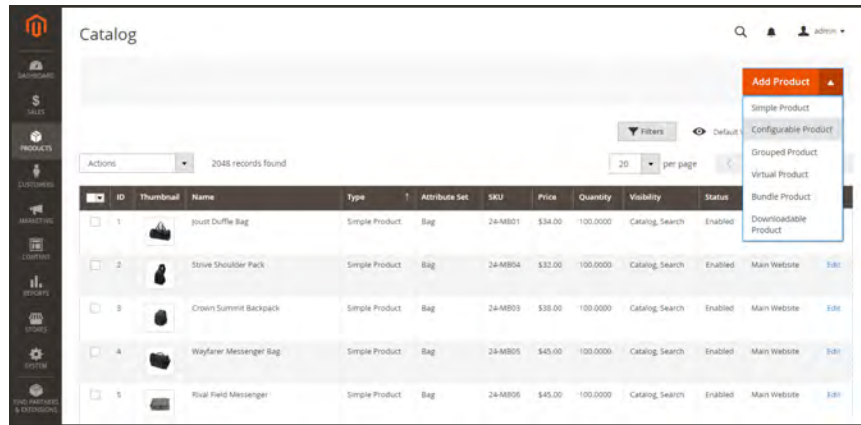 Catalog
admin
DASHBOARD
SALES
PRODUCTS
CUSTOMERS
MARKETING
CONTENT
REPORTS
STORES
SYSTEM
FIND PARTNERS
& EXTENSIONS
Add Product
Simple Product
Configurable Product
Grouped Product
Virtual Product
Bundle Product
Downloadable
Product
Filters
Default
Actions
2048 records found
20
per page
ID Thumbnail Name Type Attribute Set SKU Price Quantity Visibility Status
1 Joust Duffle Bag Simple Product Bag 24-MB01 $34.00 100.0000 Catalog, Search Enabled
2 Strive Shoulder Pack Simple Product Bag 24-MB04 $32.00 100.0000 Catalog, Search Enabled Main Website Edit
3 Crown Summit Backpack Simple Product Bag 24-MB03 $38.00 100.0000 Catalog, Search Enabled Main Website Edit
4 Wayfarer Messenger Bag Simple Product Bag 24-MB05 $45.00 100.0000 Catalog, Search Enabled Main Website Edit
5 Rival Field Messenger Simple Product Bag 24-MB06 $45.00 100.0000 Catalog, Search Enabled Main Website Edit